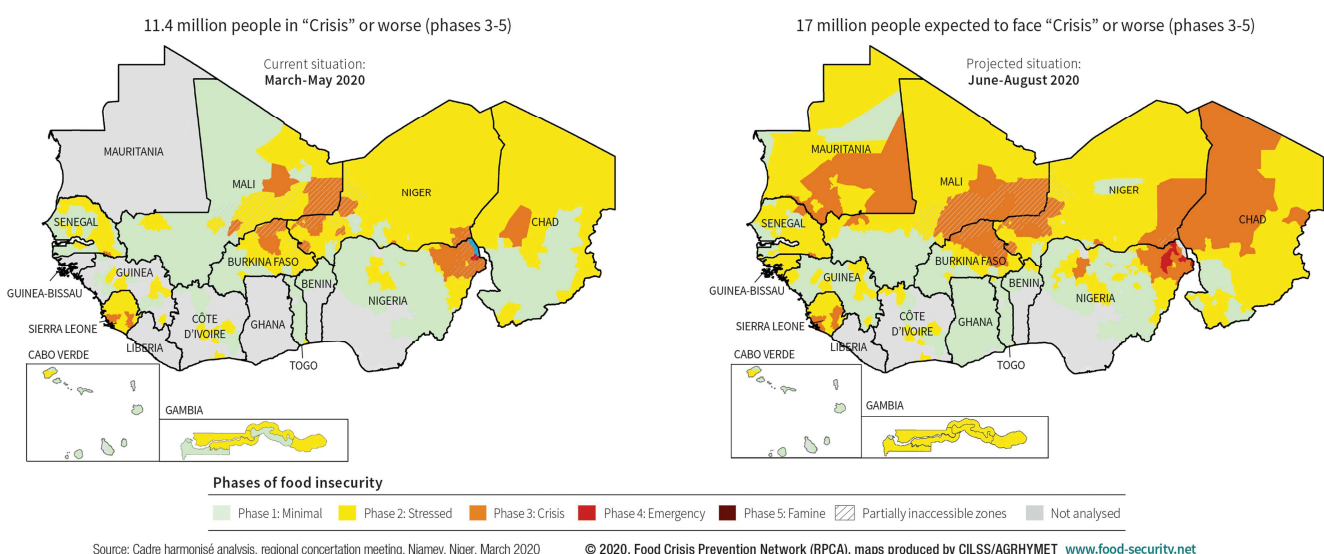 11.4 million people in “Crisis” or worse (phases 3-5)
Current situation:
March-May 2020
MAURITANIA
MALI
NIGER
CHAD
SENEGAL
BURKINA FASO
GUINEA
BENIN
NIGERIA
GUINEA-BISSAU
CÔTE
D’IVOIRE
GHANA
SIERRA LEONE
LIBERIA
TOGO
CABO VERDE
GAMBIA
17 million people expected to face “Crisis” or worse (phases 3-5)
Projected situation:
June-August 2020
MAURITANIA
MALI
NIGER
CHAD
SENEGAL
BURKINA FASO
GUINEA
BENIN
NIGERIA
GUINEA-BISSAU
CÔTE
D’IVOIRE
GHANA
SIERRA LEONE
LIBERIA
TOGO
CABO VERDE
GAMBIA
Phases of food insecurity
Phase 1: Minimal
Phase 2: Stressed
Phase 3: Crisis
Phase 4: Emergency
Phase 5: Famine
Partially inaccessible zones
Not analysed
Source: Cadre harmonisé analysis, regional concertation meeting, Niamey, Niger, March 2020
© 2020. Food Crisis Prevention Network (RPCA), maps produced by CILSS/AGRHYMET www.food-security.net